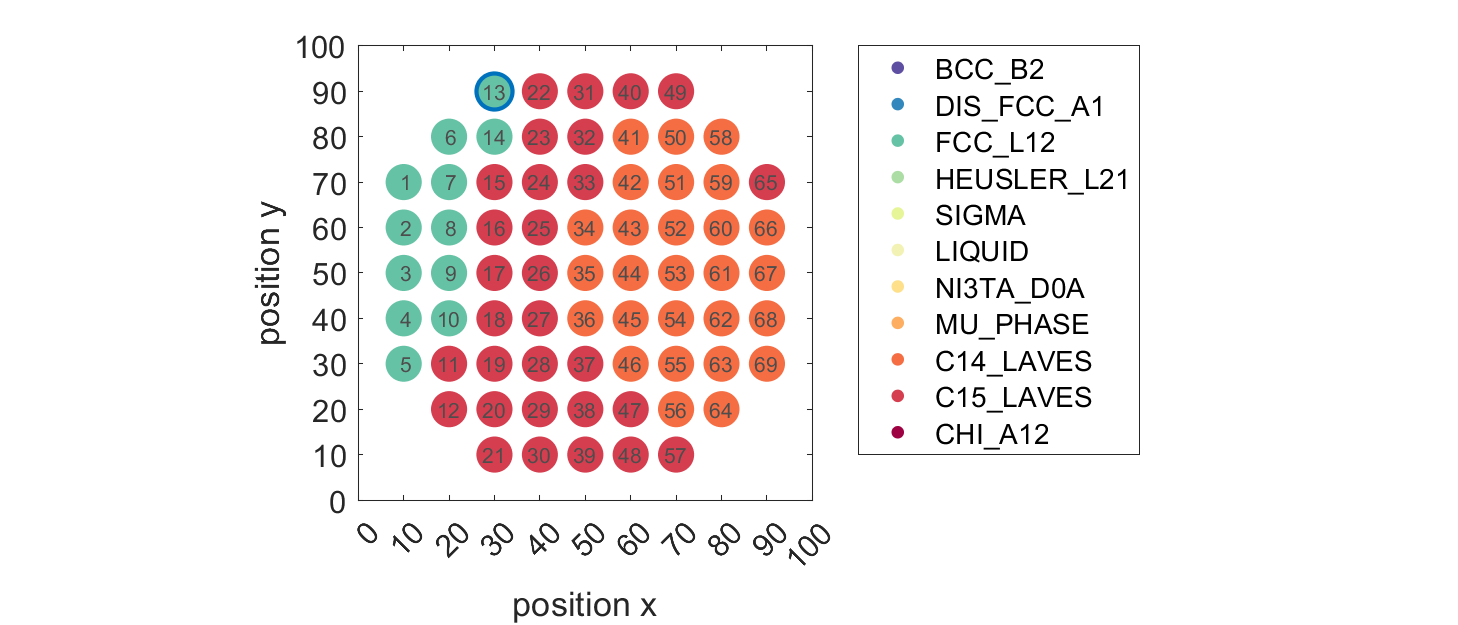 100
90 13 22 31 40 49
80 6 14 23 32 41 50 58
70 1 7 15 24 33 42 51 59 65
60 2 8 16 25 34 43 52 60 66
50 3 9 17 26 35 44 53 61 67
40 4 10 18 27 36 45 54 62 68
30 5 11 19 28 37 46 55 63 69
20 12 20 29 38 47 56 64
10 21 30 39 48 57
0
0 10 20 30 40 50 60 70 80 90 100
position x
position y
BCC_B2
DIS_FCC_A1
FCC_L12
HEUSLER_L21
SIGMA
LIQUID
NI3TA_D0A
MU_PHASE
C14_LAVES
C15_LAVES
CHI_A12